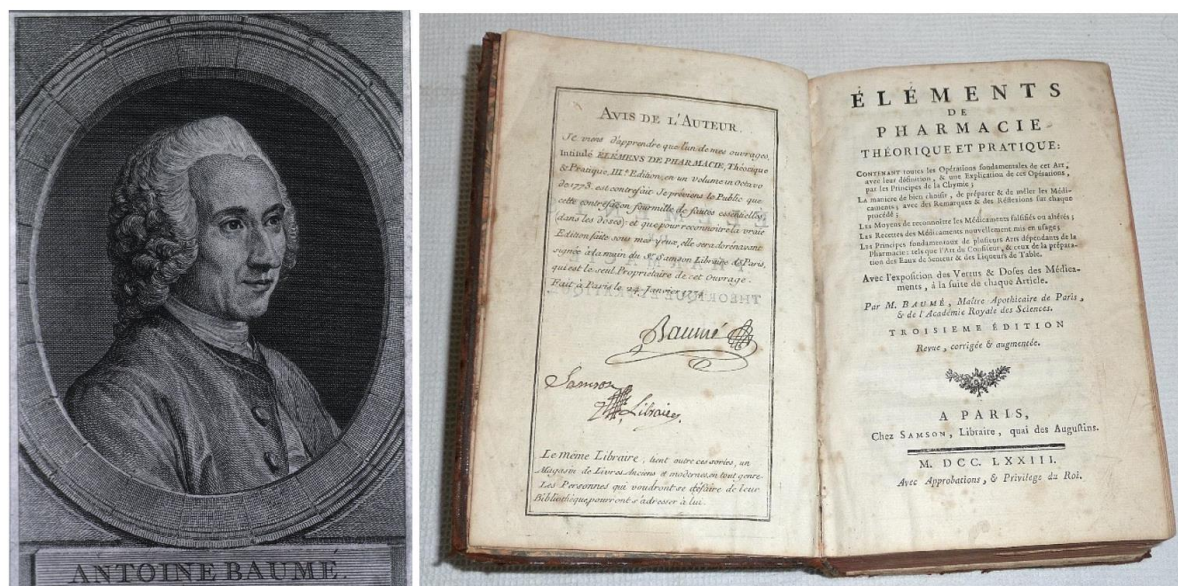 ANTOINE BAUMÉ.
AVIS DE L'AUTEUR.
Je viens d'apprendre que l'un de mes ouvrages,
Intitulé ELÉMENS DE PHARMACIE, Théorique
& Pratique, III.e Edition, en un volume in Octavo
de 1773, est contrefait. Je préviens le Public que
cette contrefaçon fourmille de fautes essentielles,
(dans les doses): et que pour reconnoitre la vraie
Edition faite sous mes yeux, elle sera dorénavant
signée à la main du Sr. Samson Libraire à Paris,
qui est le seul Propriétaire de cet Ouvrage.
Fait à Paris le 24 Janvier
Baumé
Samson
Libraire
Le même Libraire, tient outre ces sortes, un
Magasin de Livres Anciens et modernes en tout genre.
Les Personnes qui voudront se défaire de leur
Bibliothéque pourront s'adresser à lui.
ÉLÉMENTS
DE
PHARMACIE
THÉORIQUE ET PRATIQUE:
CONTENANT toutes les Opérations fondamentales de cet Art,
avec leur définition, & une Explication de ces Opérations,
par les Principes de la Chymie;
La maniere de bien choisir, de préparer & de mêler les Médi-
caments; avec des Remarques & des Réflexions sur chaque
procédé;
Les Moyens de reconnoître les Médicaments falsifiés ou altérés;
Les Recettes des Médicaments nouvellement mis en usage;
Les Principes fondamentaux de plusieurs Arts dépendants de la
Pharmacie: tels que l'Art du Confiseur, & ceux de la prépara-
tion des Eaux de Senteur & des Liqueurs de Table.
Avec l'exposition des Vertus & Doses des Médica-
ments, à la suite de chaque Article.
Par M. BAUMÉ, Maître Apothicaire de Paris,
& de l'Académie Royale des Sciences.
TROISIEME ÉDITION
Revue, corrigée & augmentée.
A PARIS,
Chez SAMSON, Libraire, quai des Augustins.
M. DCC. LXXIII.
Avec Approbations, & Privilege du Roi.